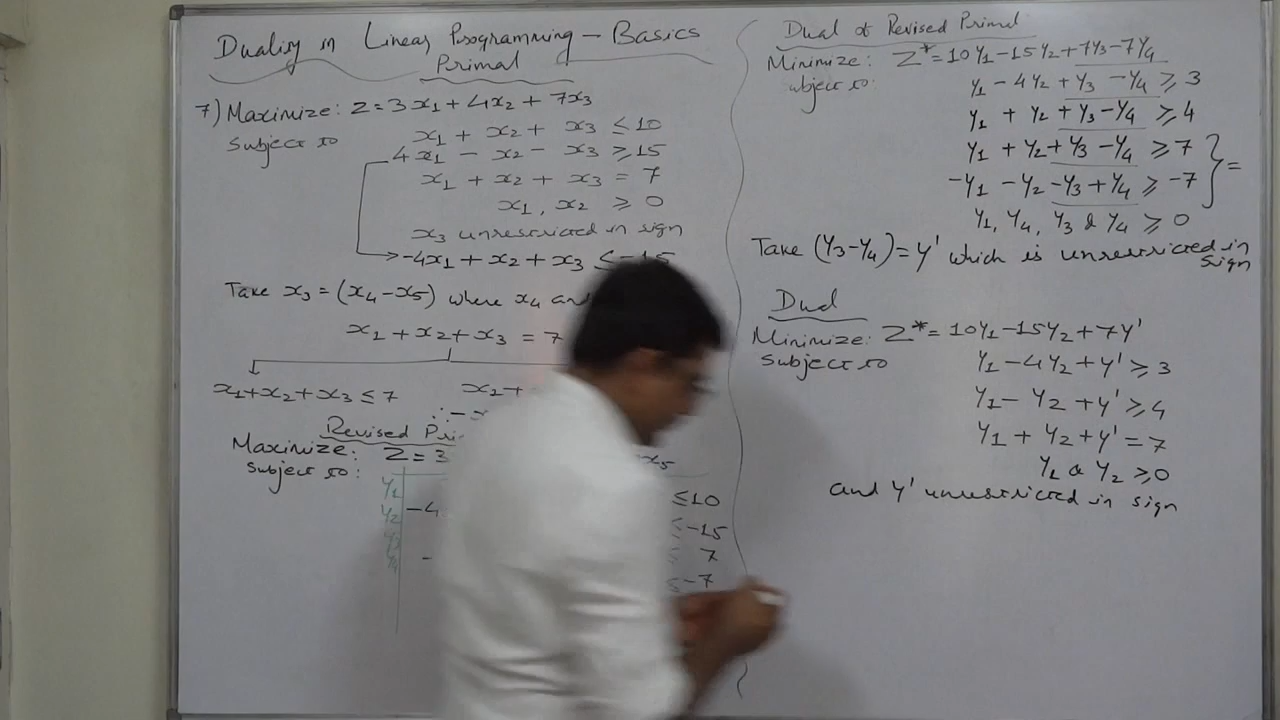 Duality in Linear Programming - Basics
Primal
7) Maximize: Z = 3x₁ + 4x₂ + 7x₃
Subject to
x₁ + x₂ + x₃ ≤ 10
4x₁ - x₂ - x₃ ≥ 15
x₁ + x₂ + x₃ = 7
x₁, x₂ ≥ 0
x₃ unrestricted in sign
-4x₁ + x₂ + x₃ ≤ -15
Take x₃ = (x₄ - x₅) where x₄ an
x₁ + x₂ + x₃ = 7
x₁ + x₂ + x₃ ≤ 7
x₂ +
∴ -x
Revised Pri
Maximize: Z = 3 x₅
Subject to:
y₁ ≤ 10
y₂ -4 ≤ -15
y₃ ≤ 7
y₄ - ≤ -7
Dual of Revised Primal
Minimize: Z* = 10y₁ - 15y₂ + 7y₃ - 7y₄
ubject to:
y₁ - 4y₂ + y₃ - y₄ ≥ 3
y₁ + y₂ + y₃ - y₄ ≥ 4
y₁ + y₂ + y₃ - y₄ ≥ 7
-y₁ - y₂ - y₃ + y₄ ≥ -7 } =
y₁, y₄, y₃ & y₄ ≥ 0
Take (y₃ - y₄) = y' which is unrestricted in
sign
Dual
Minimize: Z* = 10y₁ - 15y₂ + 7y'
Subject to
y₁ - 4y₂ + y' ≥ 3
y₁ - y₂ + y' ≥ 4
y₁ + y₂ + y' = 7
y₁ & y₂ ≥ 0
and y' unrestricted in sign